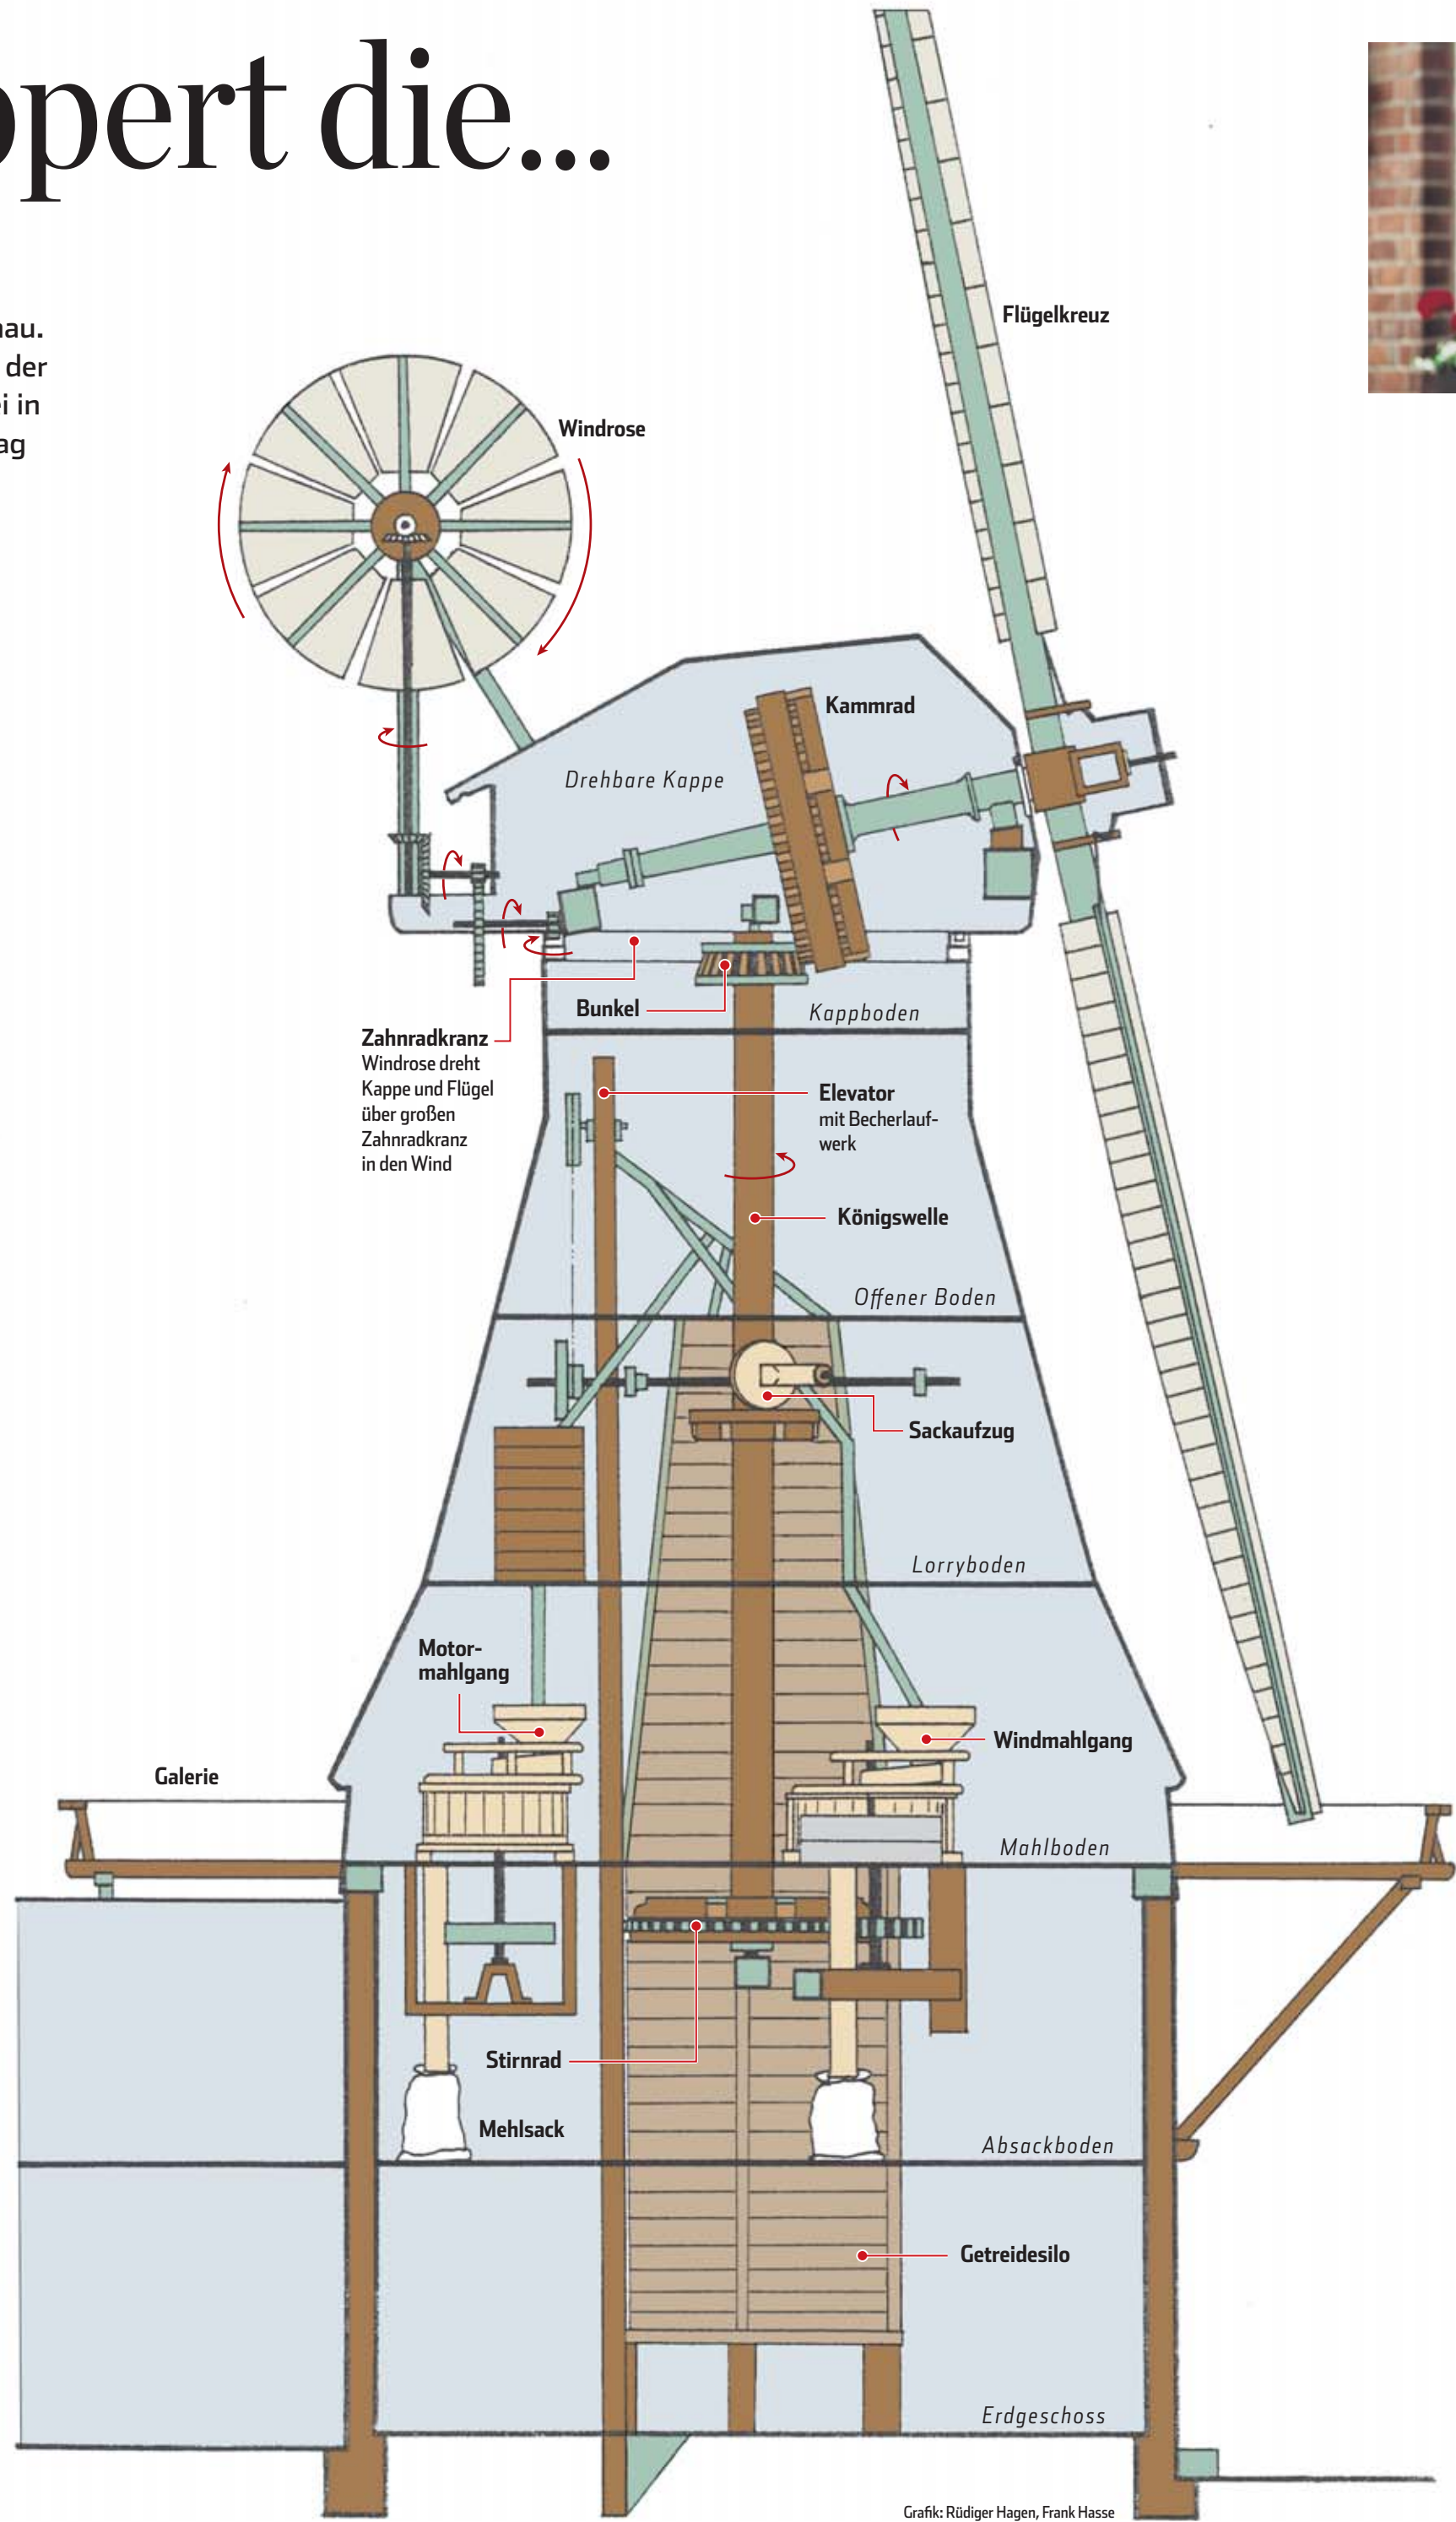 pert die...
der
in
Flügelkreuz
Windrose
Kammrad
Drehbare Kappe
Bunkel
Kappboden
Zahnradkranz
Windrose dreht
Kappe und Flügel
über großen
Zahnradkranz
in den Wind
Elevator
mit Becherlauf-
werk
Königswelle
Offener Boden
Sackaufzug
Lorryboden
Motor-
mahlgang
Windmahlgang
Galerie
Mahlboden
Stirnrad
Mehlsack
Absackboden
Getreidesilo
Erdgeschoss
Grafik: Rüdiger Hagen, Frank Hasse